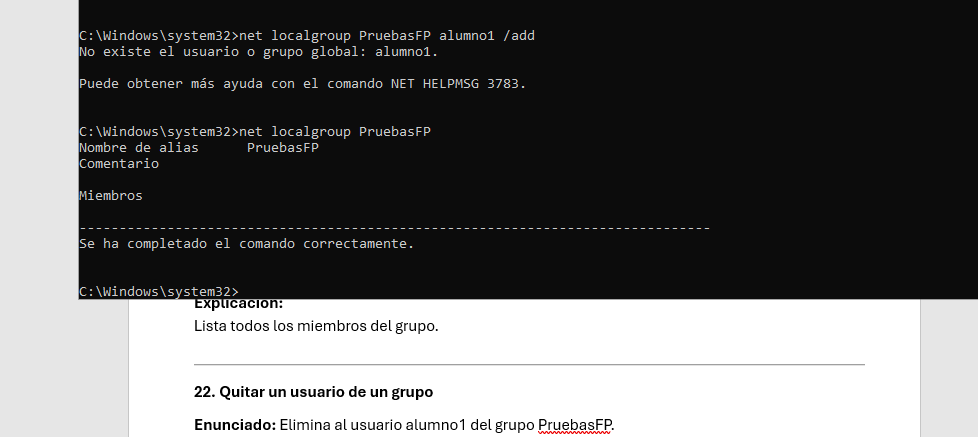 C:\Windows\system32>net localgroup PruebasFP alumno1 /add
No existe el usuario o grupo global: alumno1.
Puede obtener más ayuda con el comando NET HELPMSG 3783.
C:\Windows\system32>net localgroup PruebasFP
Nombre de alias      PruebasFP
Comentario
Miembros
-------------------------------------------------------------------------------
Se ha completado el comando correctamente.
C:\Windows\system32>
Explicación:
Lista todos los miembros del grupo.
22. Quitar un usuario de un grupo
Enunciado: Elimina al usuario alumno1 del grupo PruebasFP.